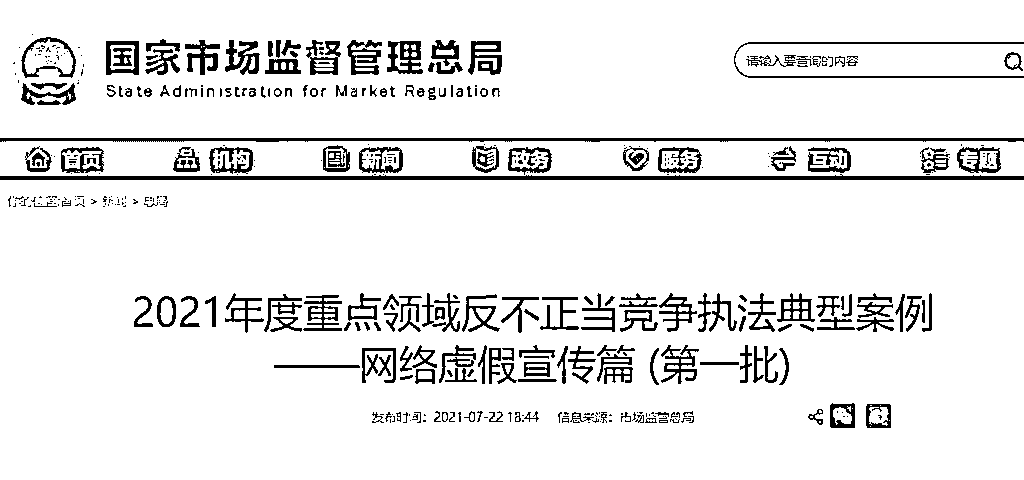 国家市场监督管理总局
State Administration for Market Regulation
请输入要查询的内容
首页 机构 新闻 政务 服务 互动 专题
你的位置:首页 > 新闻 > 总局
2021年度重点领域反不正当竞争执法典型案例
——网络虚假宣传篇 (第一批)
发布时间：2021-07-22 18:44 信息来源：市场监管总局